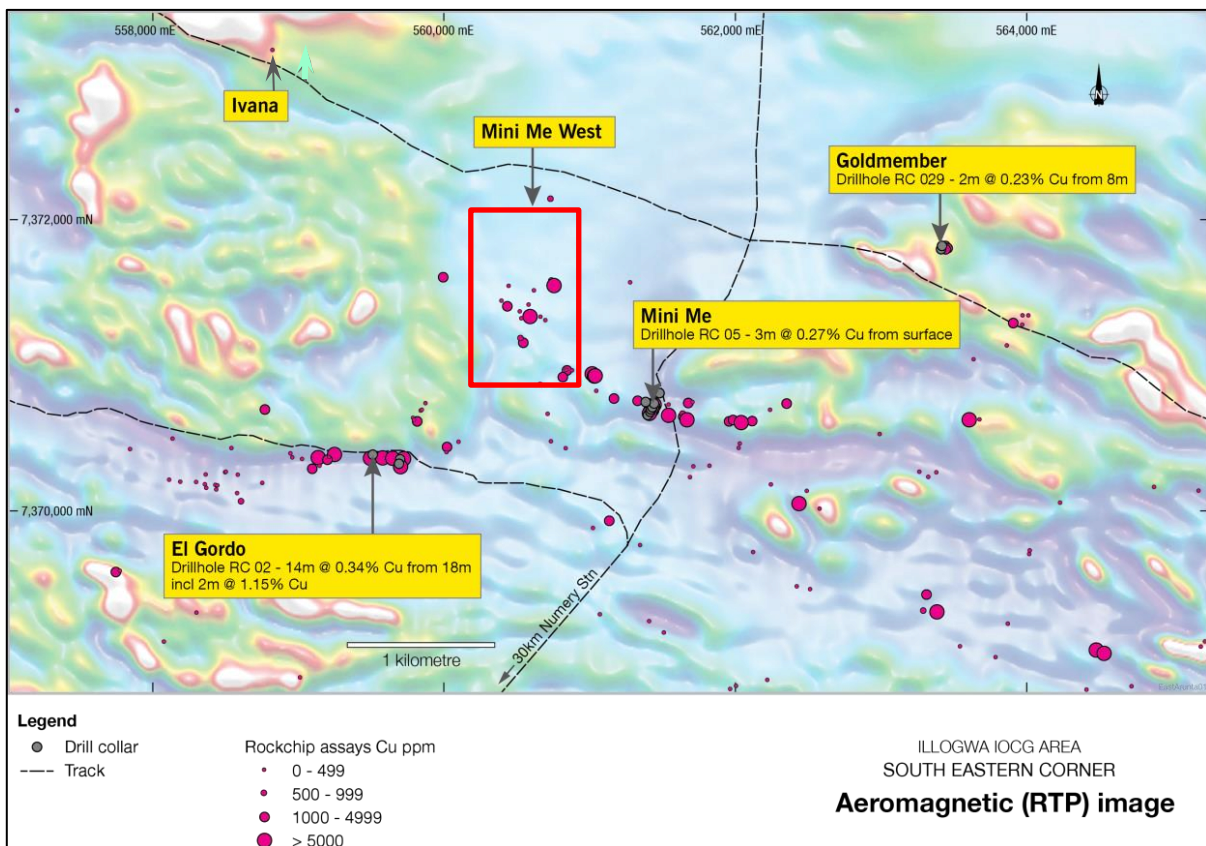 558,000 mE
560,000 mE
562,000 mE
564,000 mE
Ivana
N
Mini Me West
Goldmember
Drillhole RC 029 - 2m @ 0.23% Cu from 8m
7,372,000 mN
Mini Me
Drillhole RC 05 - 3m @ 0.27% Cu from surface
7,370,000 mN
El Gordo
Drillhole RC 02 - 14m @ 0.34% Cu from 18m
incl 2m @ 1.15% Cu
30km Numery Stn
1 kilometre
Legend
Drill collar
Track
Rockchip assays Cu ppm
0 - 499
500 - 999
1000 - 4999
> 5000
ILLOGWA IOCG AREA
SOUTH EASTERN CORNER
Aeromagnetic (RTP) image